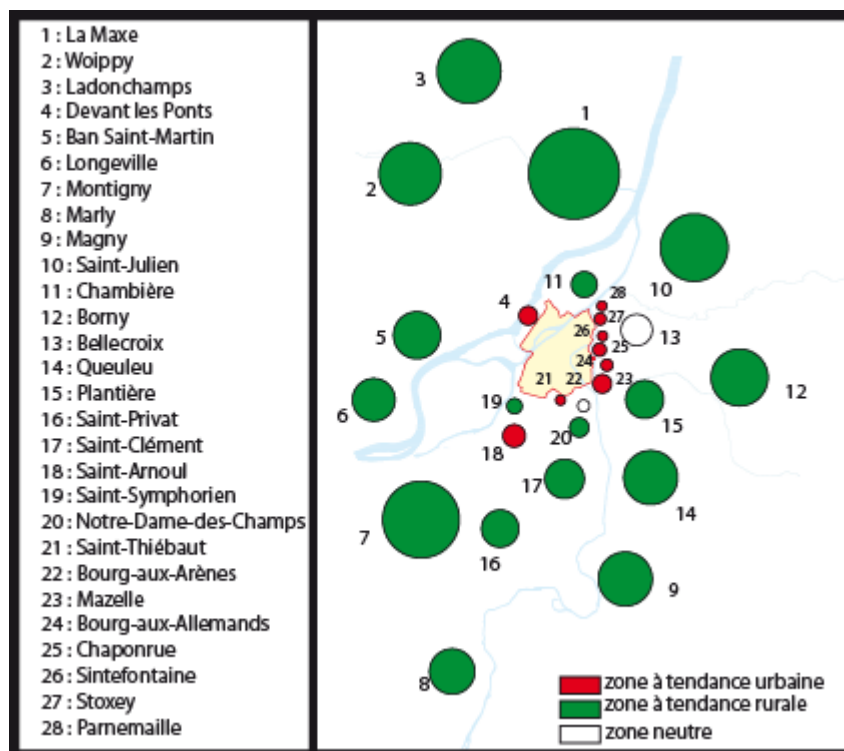 1 : La Maxe
2 : Woippy
3 : Ladonchamps
4 : Devant les Ponts
5 : Ban Saint-Martin
6 : Longeville
7 : Montigny
8 : Marly
9 : Magny
10 : Saint-Julien
11 : Chambière
12 : Borny
13 : Bellecroix
14 : Queuleu
15 : Plantière
16 : Saint-Privat
17 : Saint-Clément
18 : Saint-Arnoul
19 : Saint-Symphorien
20 : Notre-Dame-des-Champs
21 : Saint-Thiébaut
22 : Bourg-aux-Arènes
23 : Mazelle
24 : Bourg-aux-Allemands
25 : Chaponrue
26 : Sintefontaine
27 : Stoxey
28 : Parnemaille
3
1
2
10
11
28
4
27
26
13
5
25
24
21
22
23
12
6
19
15
20
18
17
14
7
16
9
8
zone à tendance urbaine
zone à tendance rurale
zone neutre